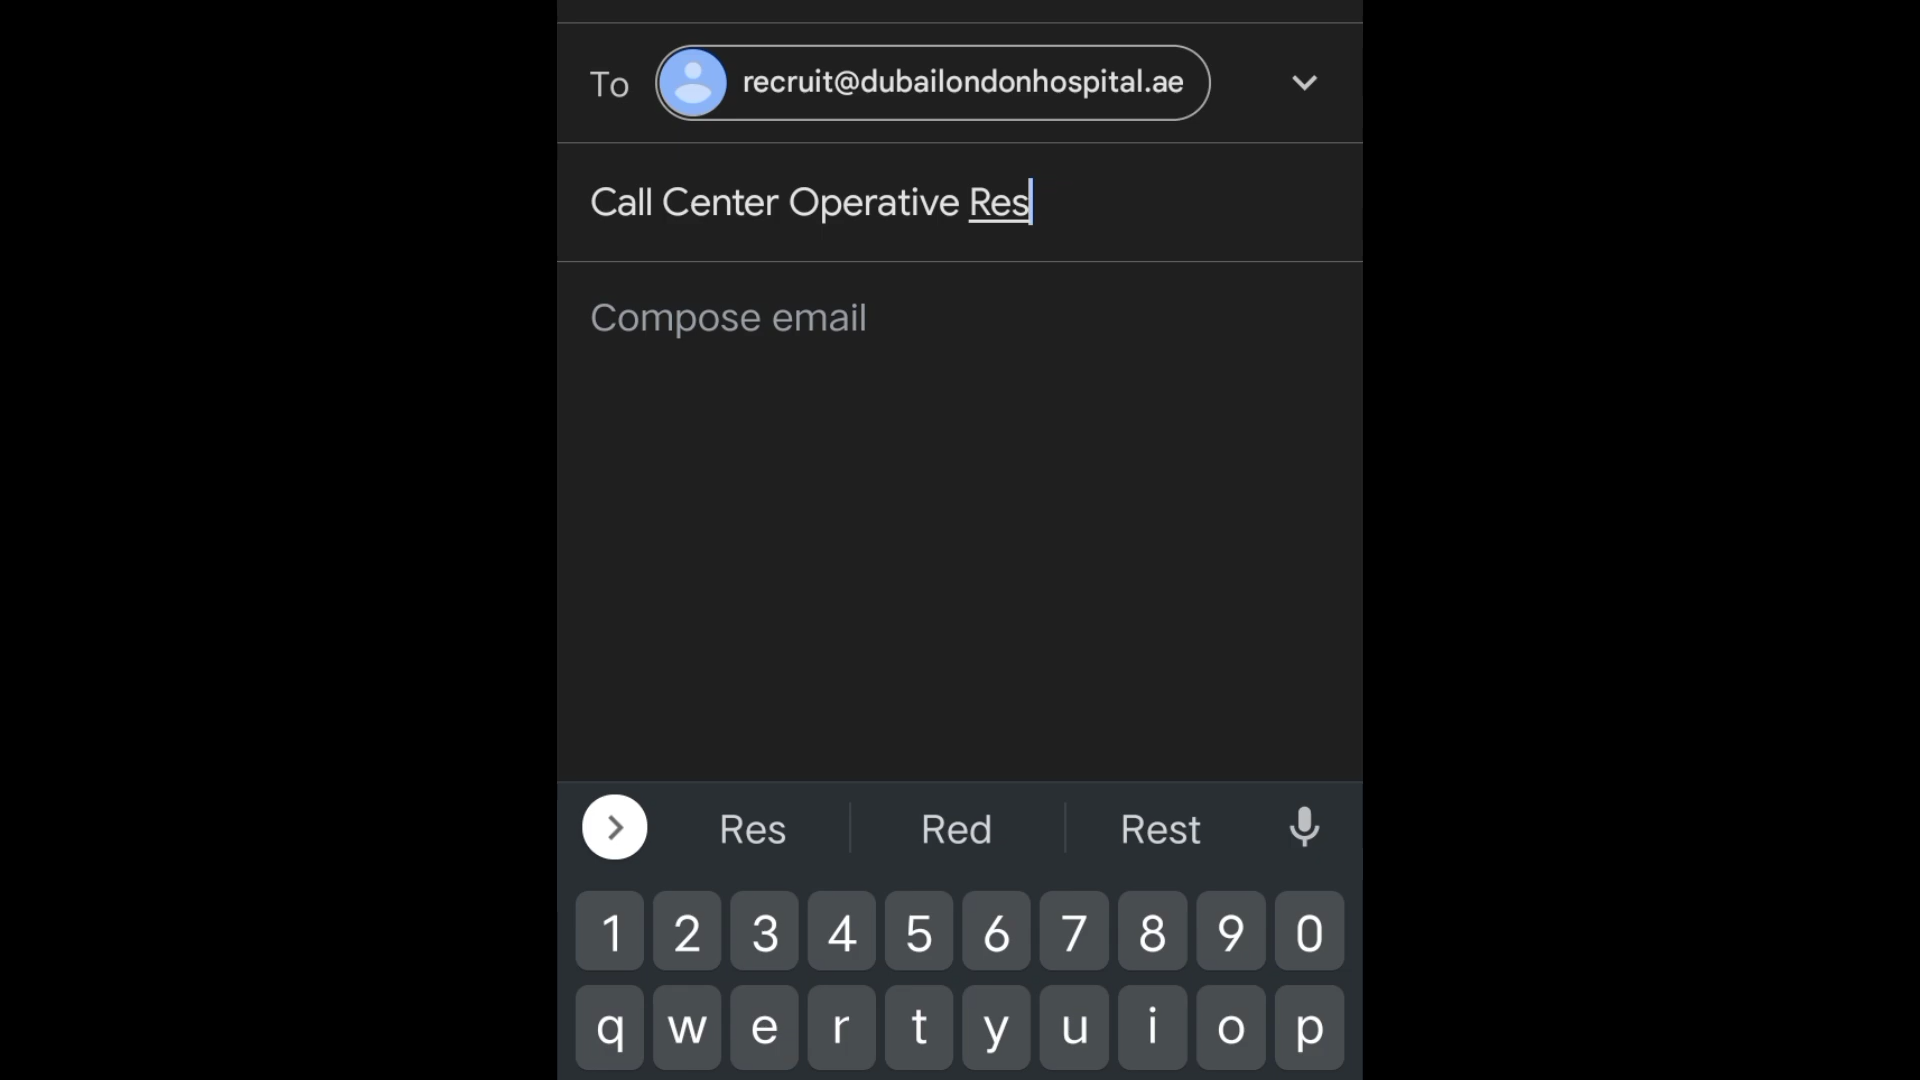 To recruit@dubailondonhospital.ae
Call Center Operative Res
Compose email
Res Red Rest
1 2 3 4 5 6 7 8 9 0
q w e r t y u i o p